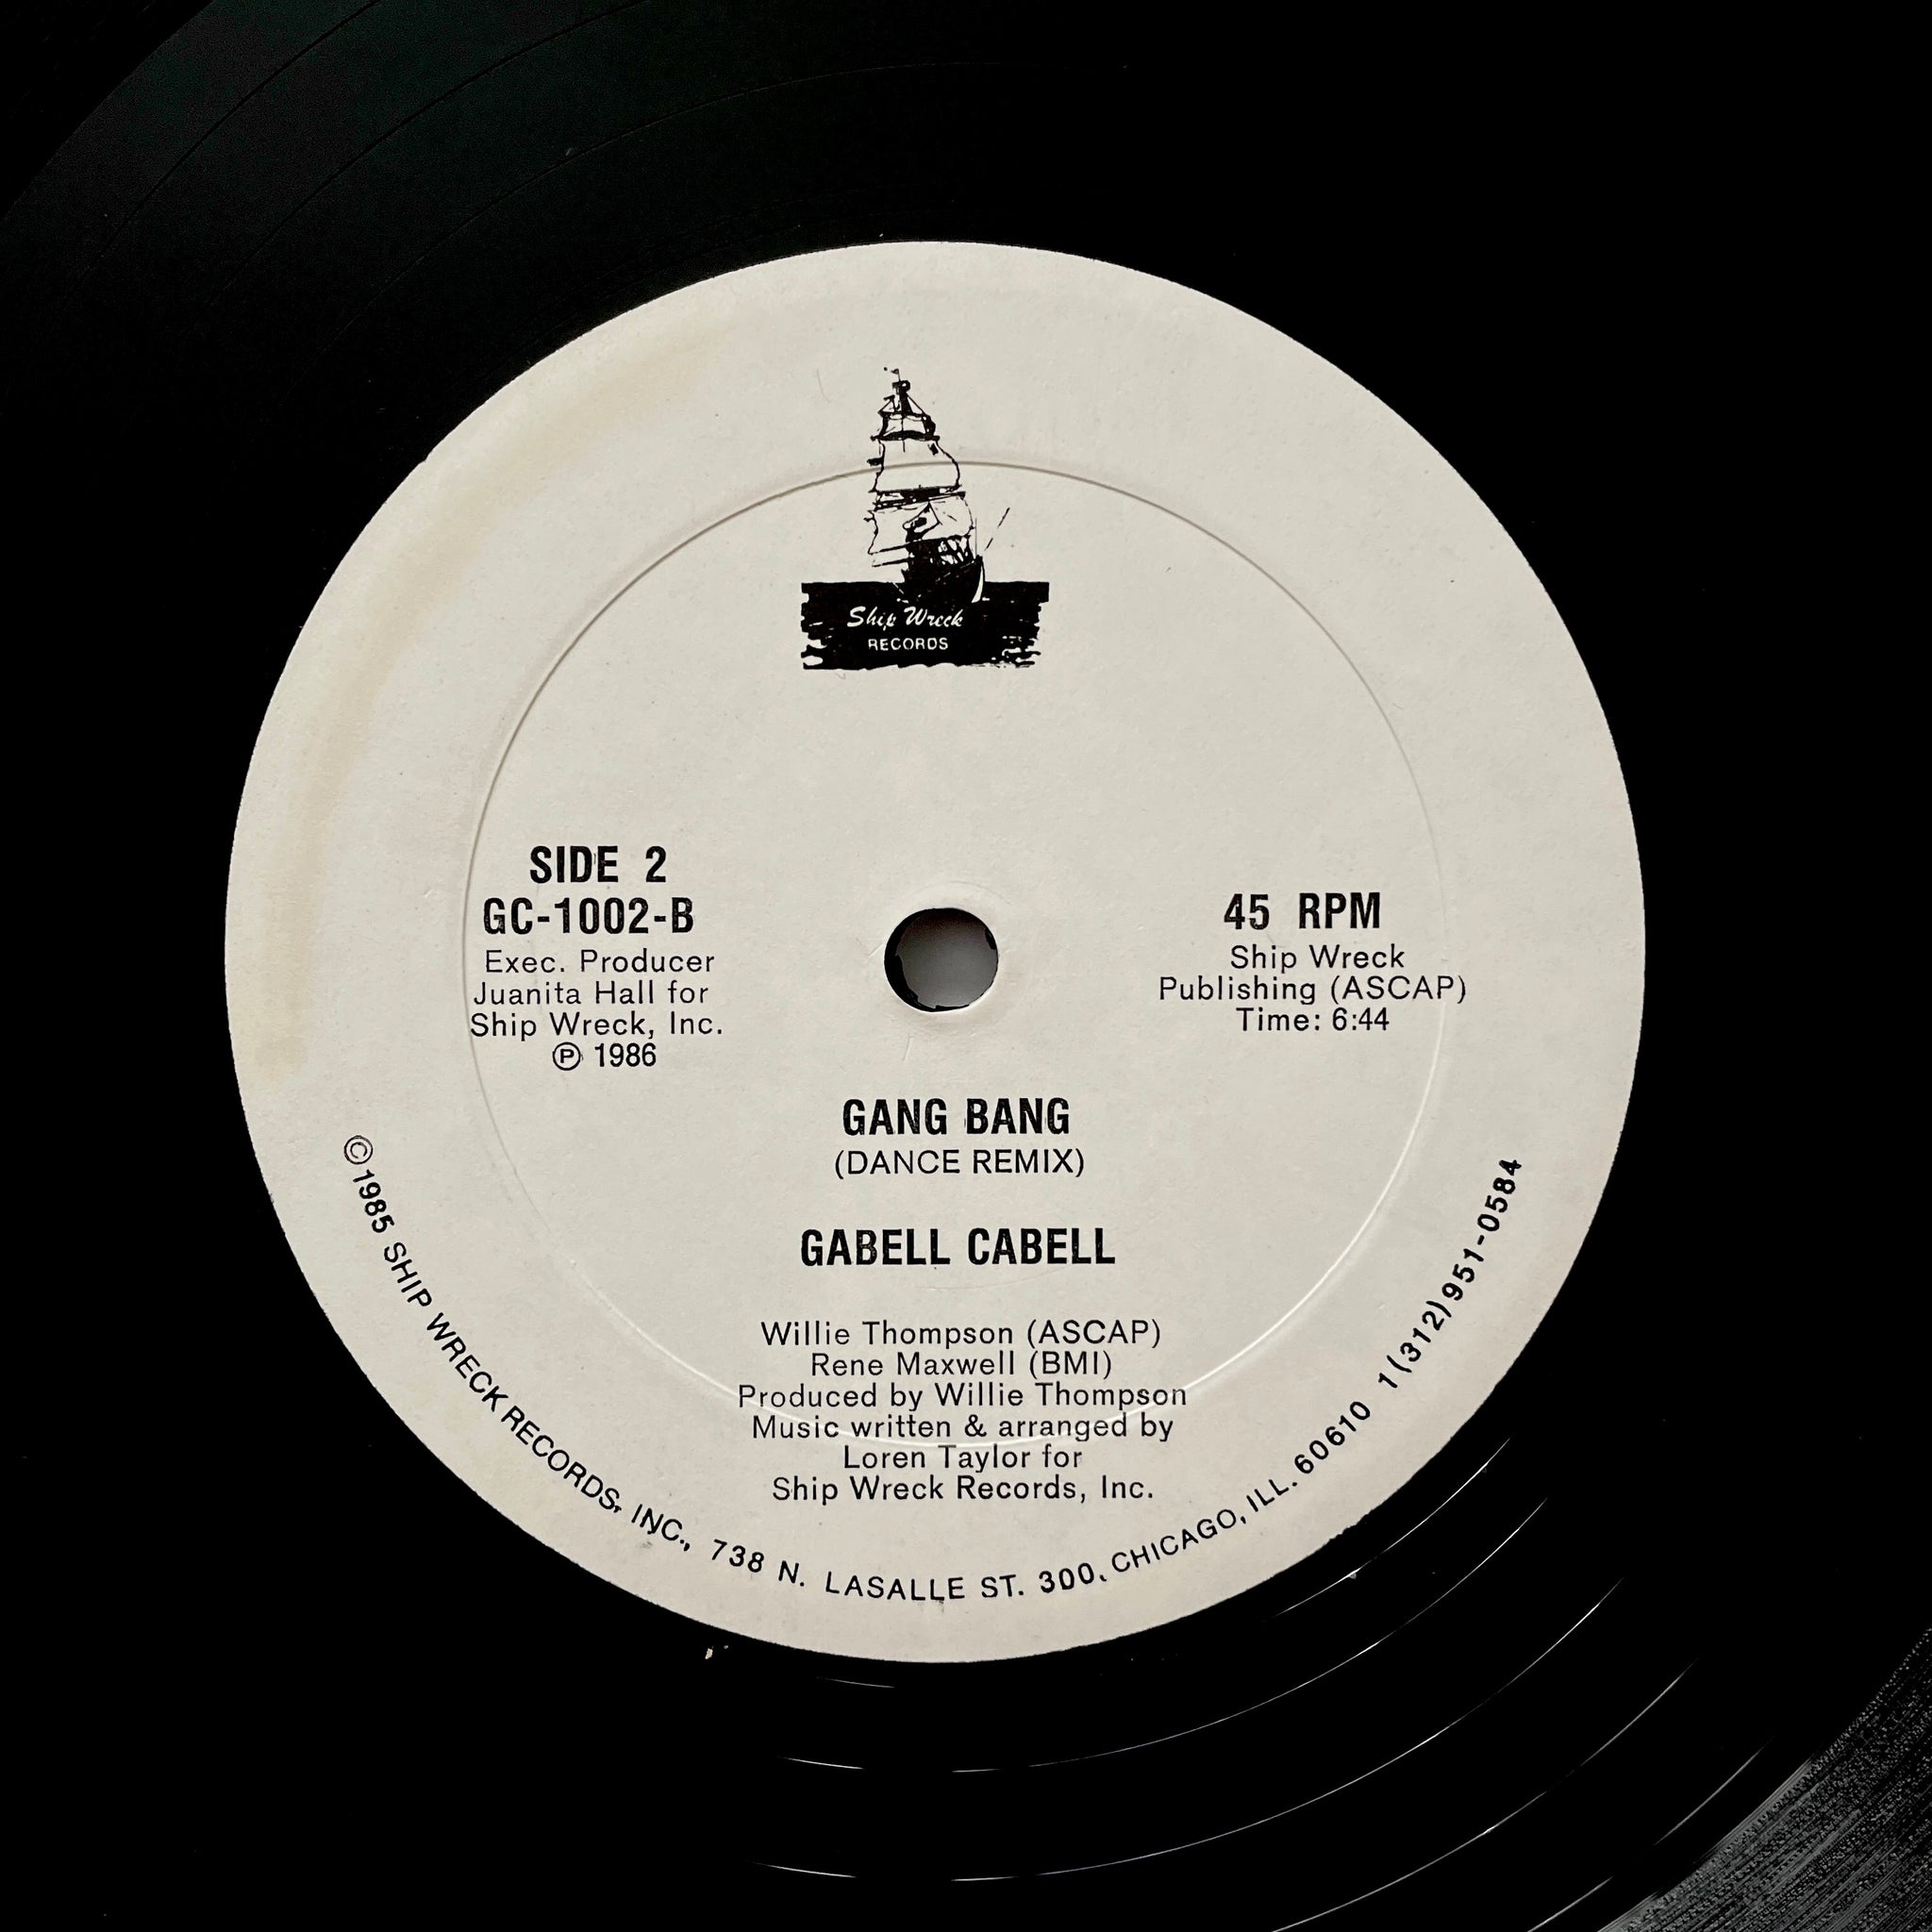 Ship Wreck
RECORDS
SIDE 2
GC-1002-B
Exec. Producer
Juanita Hall for
Ship Wreck, Inc.
℗ 1986
45 RPM
Ship Wreck
Publishing (ASCAP)
Time: 6:44
GANG BANG
(DANCE REMIX)
GABELL CABELL
Willie Thompson (ASCAP)
Rene Maxwell (BMI)
Produced by Willie Thompson
Music written & arranged by
Loren Taylor for
Ship Wreck Records, Inc.
©1985 SHIP WRECK RECORDS, INC., 738 N. LASALLE ST. 300, CHICAGO, ILL. 60610 1 (312) 951-0584